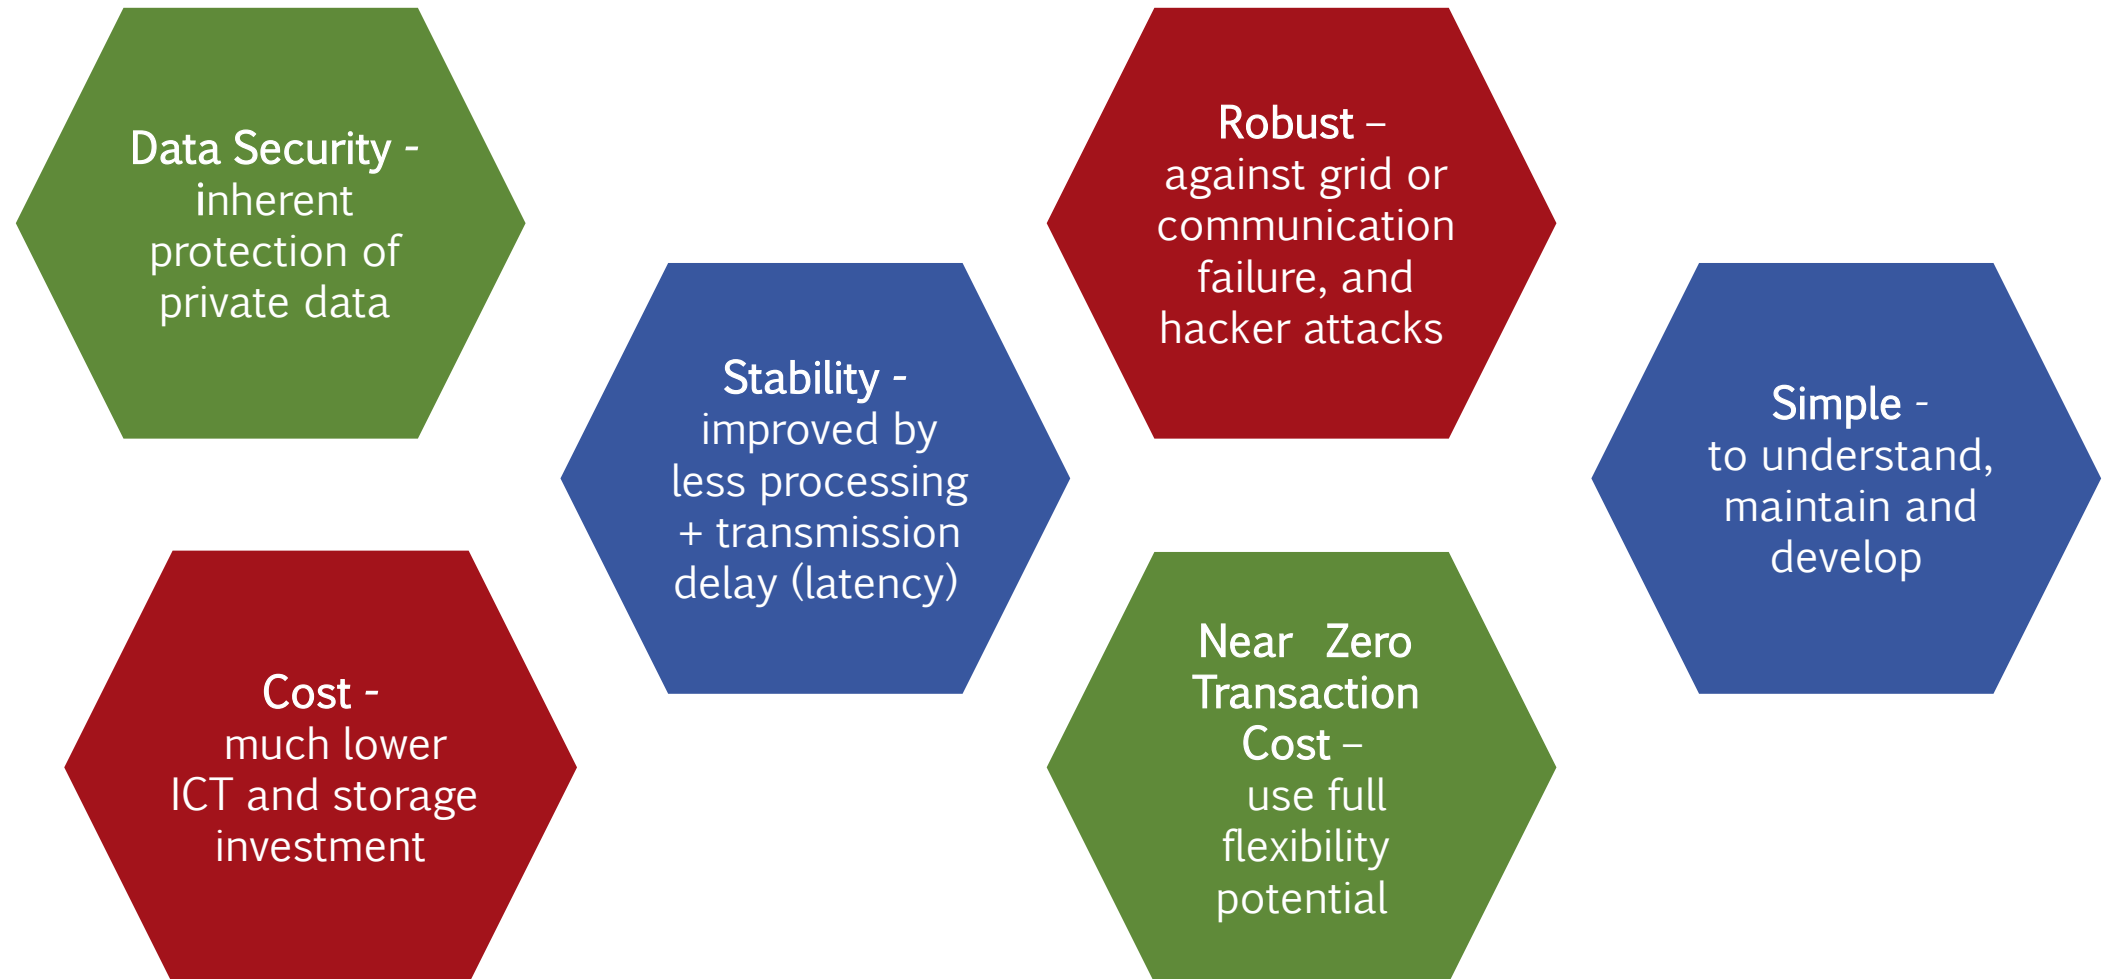 Data Security -
inherent
protection of
private data
Cost -
much lower
ICT and storage
investment
Stability -
improved by
less processing
+ transmission
delay (latency)
Robust –
against grid or
communication
failure, and
hacker attacks
Near Zero
Transaction
Cost –
use full
flexibility
potential
Simple -
to understand,
maintain and
develop